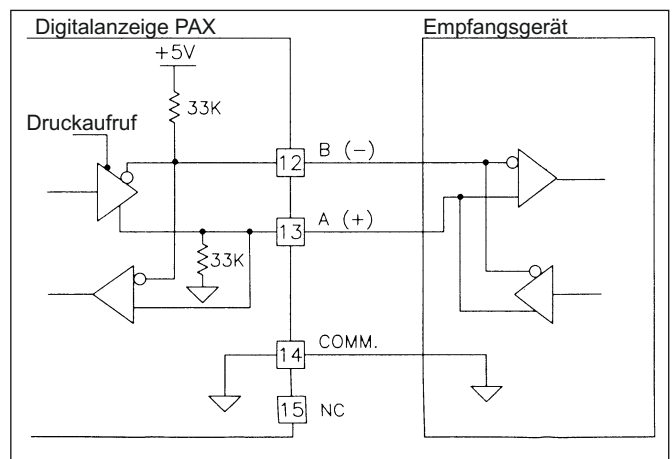 Digitalanzeige PAX
Empfangsgerät
+5V
33K
Druckaufruf
12
B (–)
13
A (+)
33K
14
COMM.
15
NC